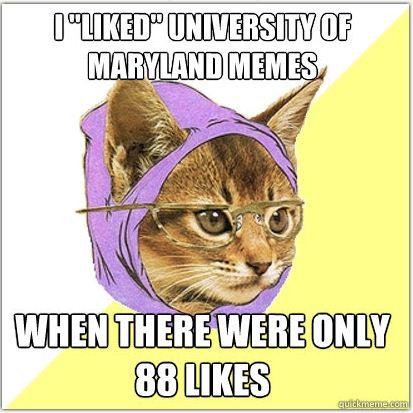 I "LIKED" UNIVERSITY OF
MARYLAND MEMES
WHEN THERE WERE ONLY
88 LIKES
quickmeme.com